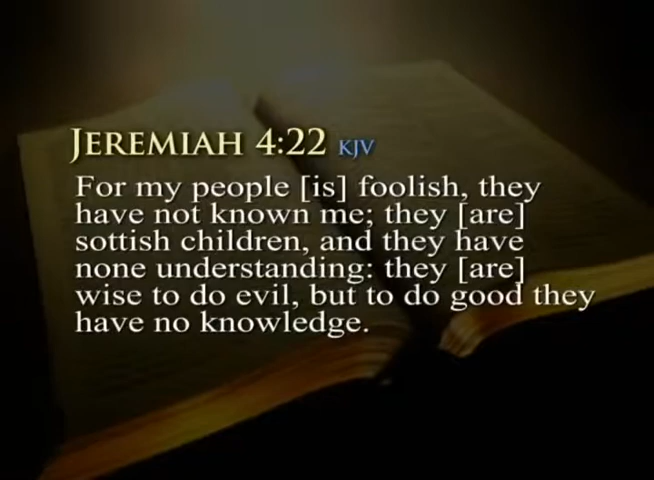 JEREMIAH 4:22 KJV
For my people [is] foolish, they
have not known me; they [are]
sottish children, and they have
none understanding: they [are]
wise to do evil, but to do good they
have no knowledge.